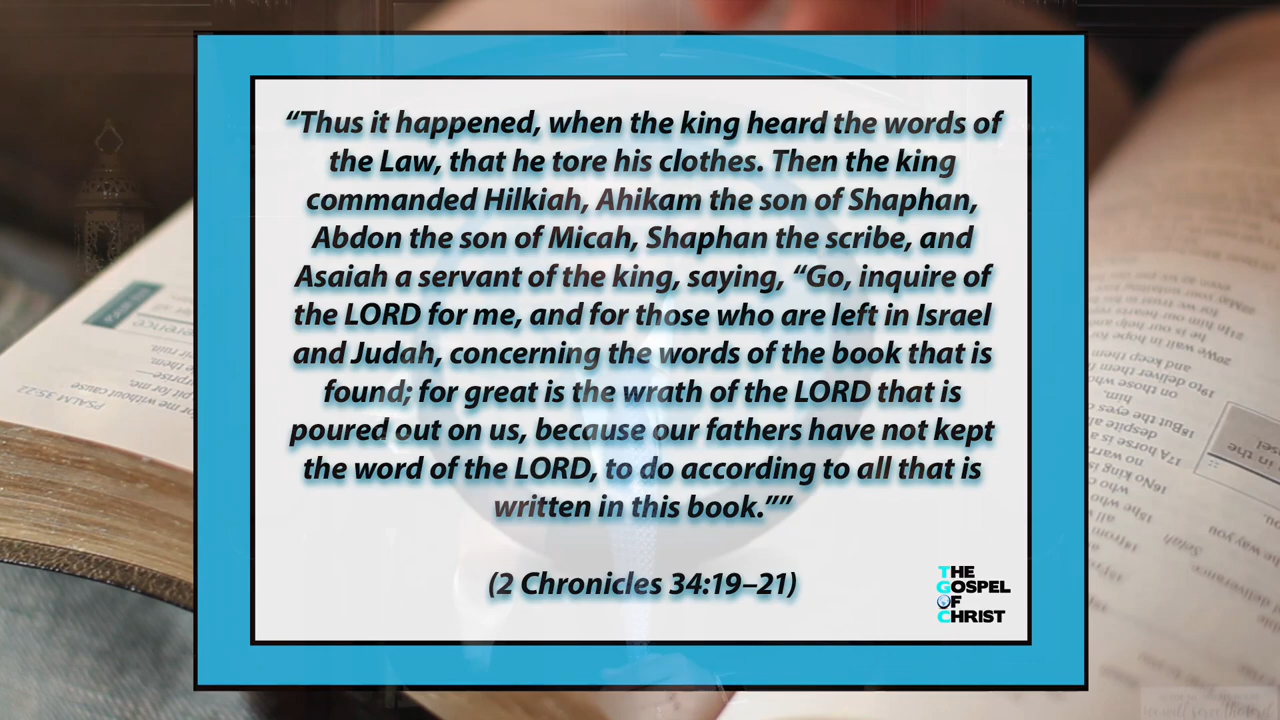 “Thus it happened, when the king heard the words of
the Law, that he tore his clothes. Then the king
commanded Hilkiah, Ahikam the son of Shaphan,
Abdon the son of Micah, Shaphan the scribe, and
Asaiah a servant of the king, saying, “Go, inquire of
the LORD for me, and for those who are left in Israel
and Judah, concerning the words of the book that is
found; for great is the wrath of the LORD that is
poured out on us, because our fathers have not kept
the word of the LORD, to do according to all that is
written in this book.””
(2 Chronicles 34:19–21)
THE
GOSPEL
OF
CHRIST
PSALM 35:22